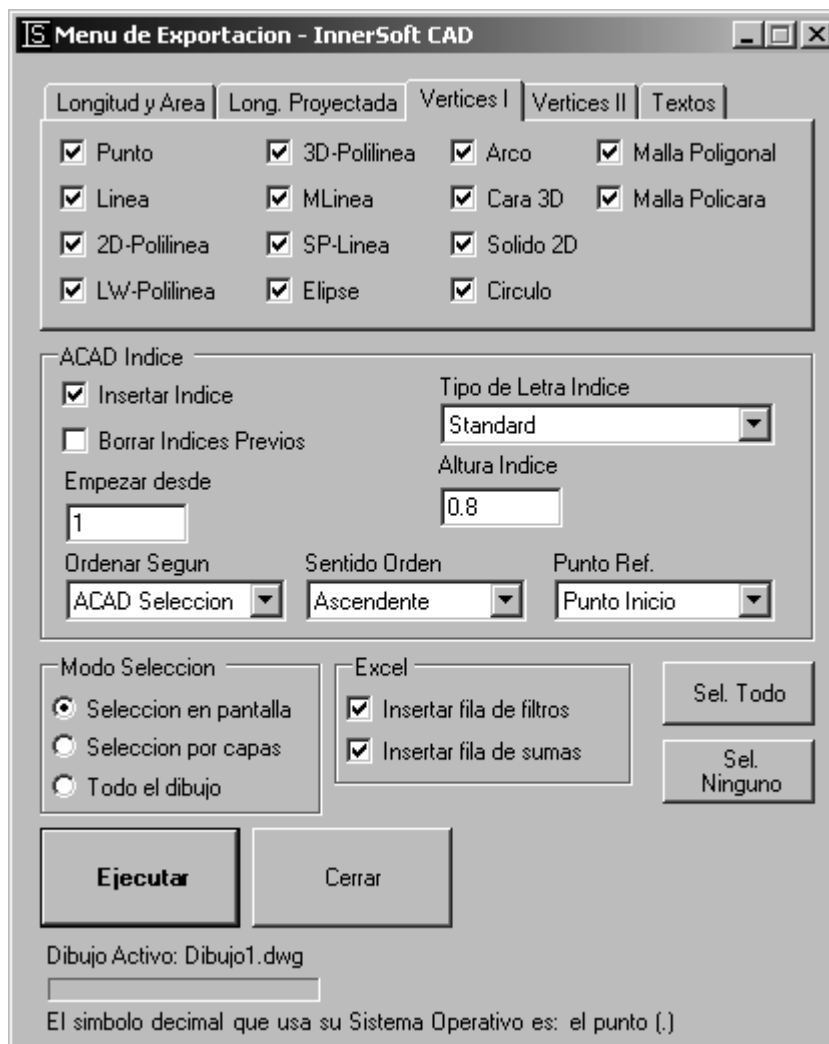 IS Menu de Exportacion - InnerSoft CAD
Longitud y Area Long. Proyectada Vertices I Vertices II Textos
Punto 3D-Polilinea Arco Malla Poligonal
Linea MLinea Cara 3D Malla Policara
2D-Polilinea SP-Linea Solido 2D
LW-Polilinea Elipse Circulo
ACAD Indice
Insertar Indice
Tipo de Letra Indice
Standard
Borrar Indices Previos
Altura Indice
0.8
Empezar desde
1
Ordenar Segun Sentido Orden Punto Ref.
ACAD Seleccion Ascendente Punto Inicio
Modo Seleccion
Seleccion en pantalla
Seleccion por capas
Todo el dibujo
Excel
Insertar fila de filtros
Insertar fila de sumas
Sel. Todo
Sel.
Ninguno
Ejecutar Cerrar
Dibujo Activo: Dibujo1.dwg
El simbolo decimal que usa su Sistema Operativo es: el punto (.)